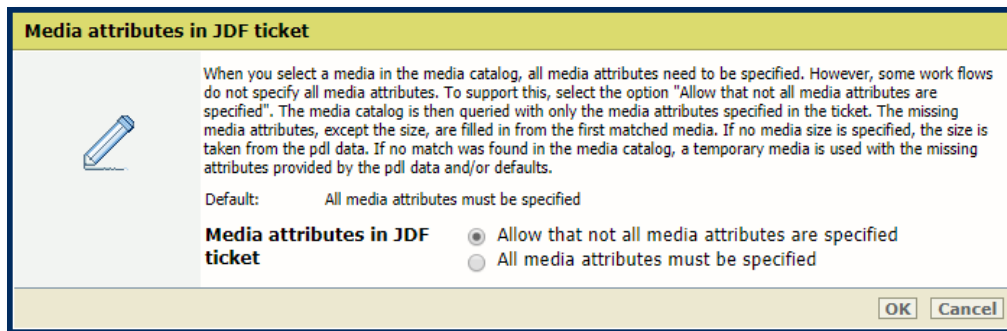 Media attributes in JDF ticket
When you select a media in the media catalog, all media attributes need to be specified. However, some work flows
do not specify all media attributes. To support this, select the option "Allow that not all media attributes are
specified". The media catalog is then queried with only the media attributes specified in the ticket. The missing
media attributes, except the size, are filled in from the first matched media. If no media size is specified, the size is
taken from the pdl data. If no match was found in the media catalog, a temporary media is used with the missing
attributes provided by the pdl data and/or defaults.
Default: All media attributes must be specified
Media attributes in JDF Allow that not all media attributes are specified
ticket All media attributes must be specified
OK Cancel